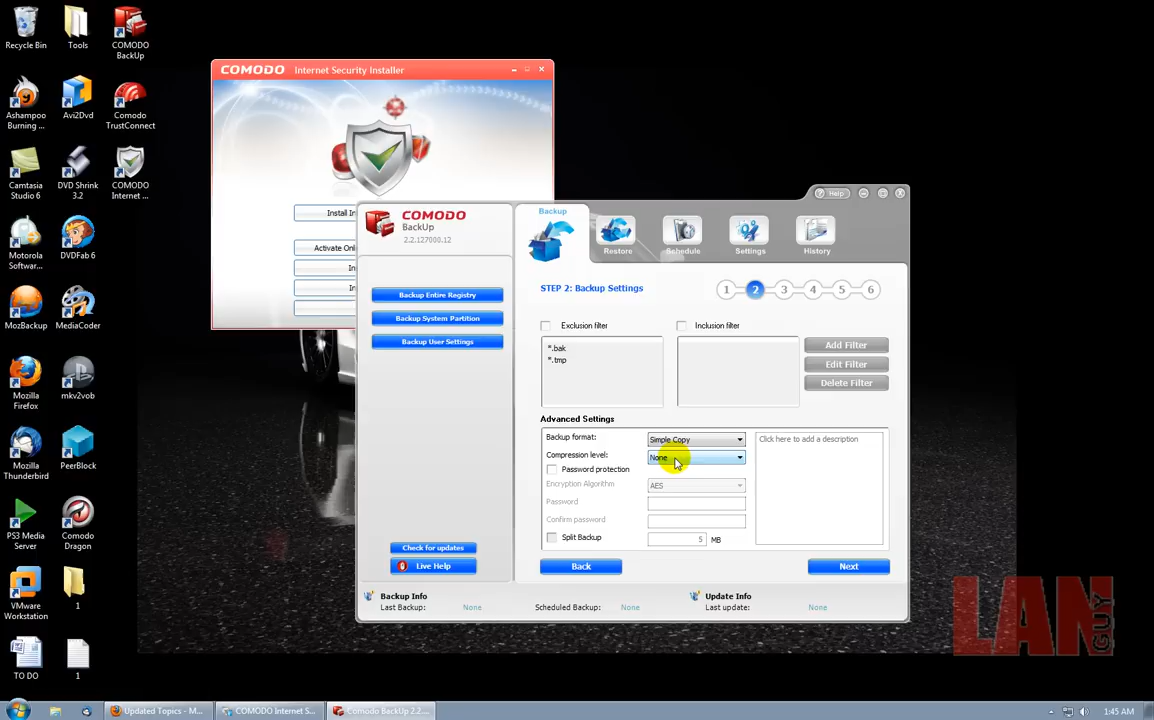 Recycle Bin
Tools
COMODO
BackUp
Ashampoo
Burning ...
Avi2Dvd
Comodo
TrustConnect
Camtasia
Studio 6
DVD Shrink
3.2
COMODO
Internet ...
Motorola
Softwar...
DVDFab 6
MozBackup
MediaCoder
Mozilla
Firefox
mkv2vob
Mozilla
Thunderbird
PeerBlock
PS3 Media
Server
Comodo
Dragon
VMware
Workstation
1
TO DO
1
COMODO Internet Security Installer
Install In
Activate Onl
In
In
COMODO
BackUp
2.2.127000.12
Backup Entire Registry
Backup System Partition
Backup User Settings
Check for updates
Live Help
Help
Backup
Restore
Schedule
Settings
History
STEP 2: Backup Settings
1 2 3 4 5 6
Exclusion filter
Inclusion filter
*.bak
*.tmp
Add Filter
Edit Filter
Delete Filter
Advanced Settings
Backup format:
Simple Copy
Compression level:
None
Password protection
Encryption Algorithm
AES
Password
Confirm password
Split Backup
5 MB
Click here to add a description
Back
Next
Backup Info
Last Backup: None
Scheduled Backup: None
Update Info
Last update: None
LAN GUY
Updated Topics - M...
COMODO Internet S...
Comodo BackUp 2.2....
1:45 AM